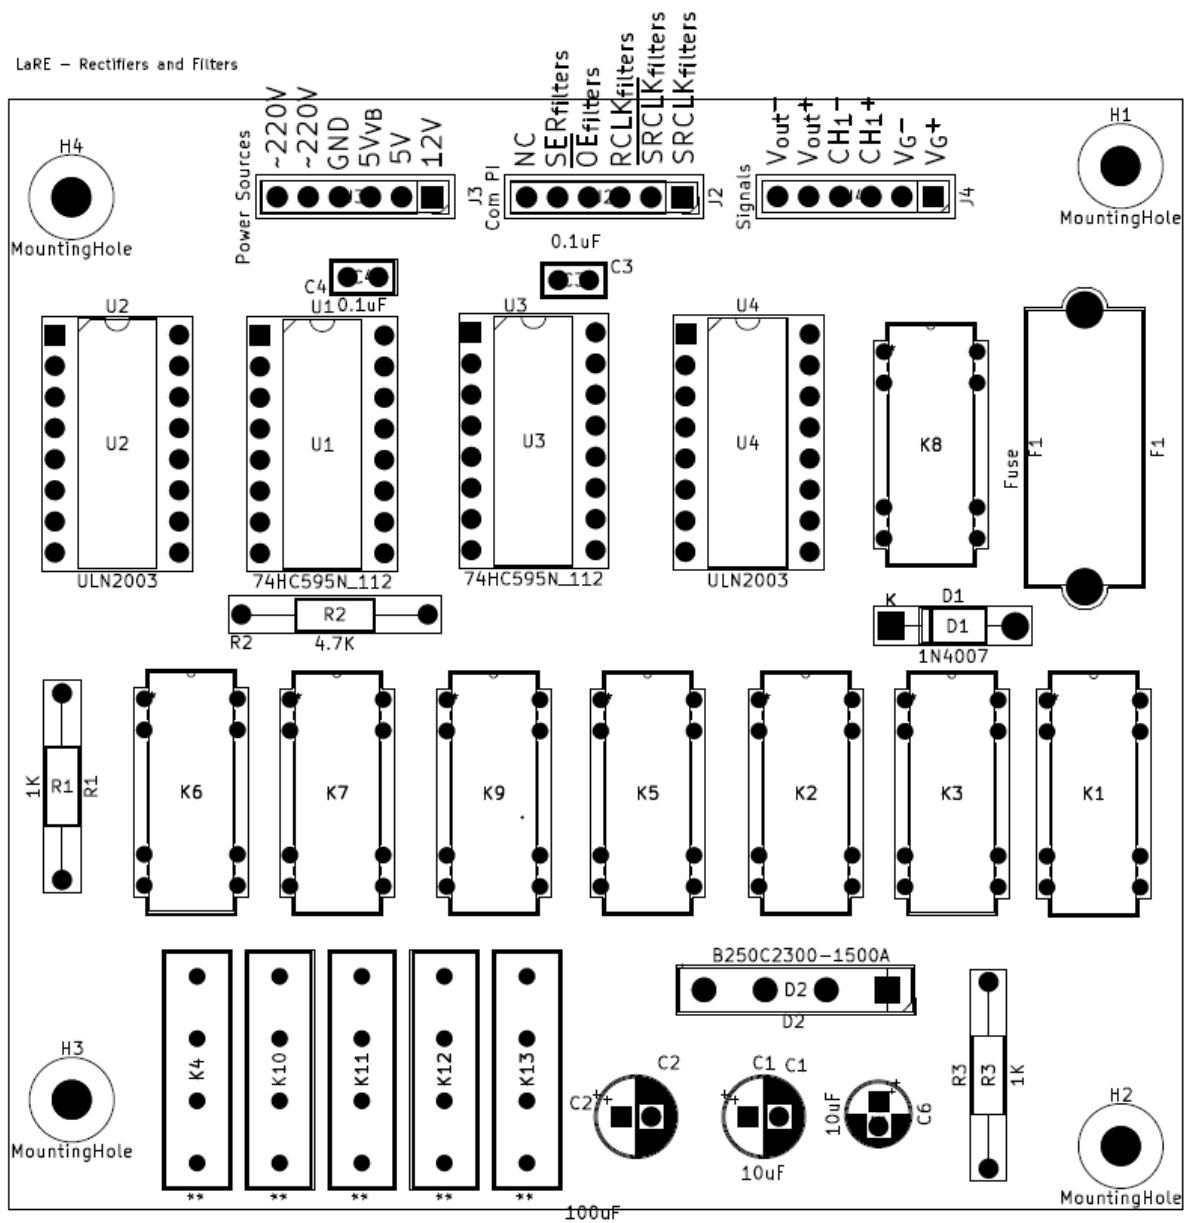 LaRE - Rectifiers and Filters
~220V
~220V
GND
5VvB
5V
12V
NC
SERfilters
OEfilters
RCLKfilters
SRCLKfilters
SRCLKfilters
Vout-
Vout+
CH1-
CH1+
VG-
VG+
H4
MountingHole
Power Sources
J3
J3
Com PI
J2
J2
Signals
J4
J4
H1
MountingHole
0.1uF
C4
C4
0.1uF
C3
C3
U2
U1
U3
U4
U2
U1
U3
U4
K8
Fuse
F1
F1
ULN2003
74HC595N_112
74HC595N_112
ULN2003
R2
R2
4.7K
K
D1
D1
1N4007
1K
R1
R1
K6
K7
K9
K5
K2
K3
K1
K4
K10
K11
K12
K13
**
**
**
**
**
B250C2300-1500A
D2
D2
H3
MountingHole
C2
C2
C1
C1
10uF
10uF
C6
R3
R3
1K
H2
MountingHole
100uF